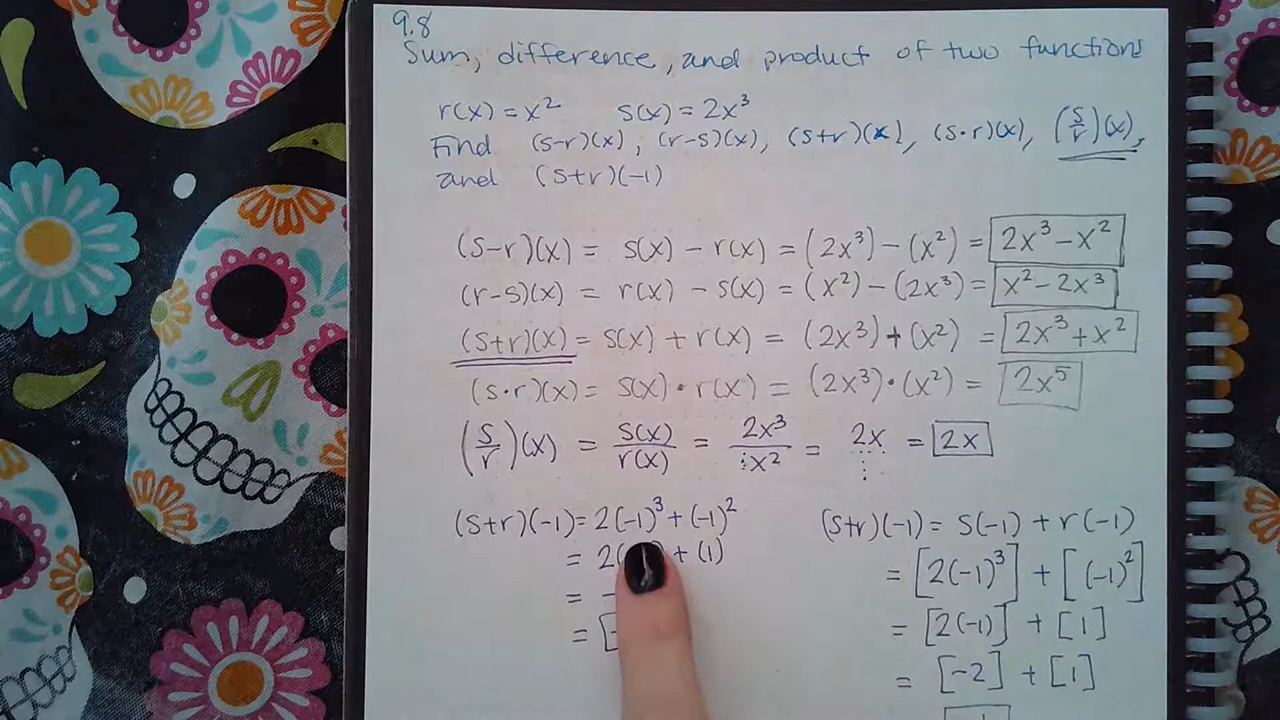 9.8
Sum, difference, and product of two functions
r(x) = x² s(x) = 2x³
Find (s-r)(x), (r-s)(x), (s+r)(x), (s·r)(x), (s/r)(x),
and (s+r)(-1)
(s-r)(x) = s(x) - r(x) = (2x³) - (x²) = 2x³ - x²
(r-s)(x) = r(x) - s(x) = (x²) - (2x³) = x² - 2x³
(s+r)(x) = s(x) + r(x) = (2x³) + (x²) = 2x³ + x²
(s·r)(x) = s(x) · r(x) = (2x³) · (x²) = 2x⁵
(s/r)(x) = s(x)/r(x) = 2x³/x² = 2x = 2x
(s+r)(-1) = 2(-1)³ + (-1)²
= 2( + (1)
= -
=
(s+r)(-1) = s(-1) + r(-1)
= [2(-1)³] + [(-1)²]
= [2(-1)] + [1]
= [-2] + [1]